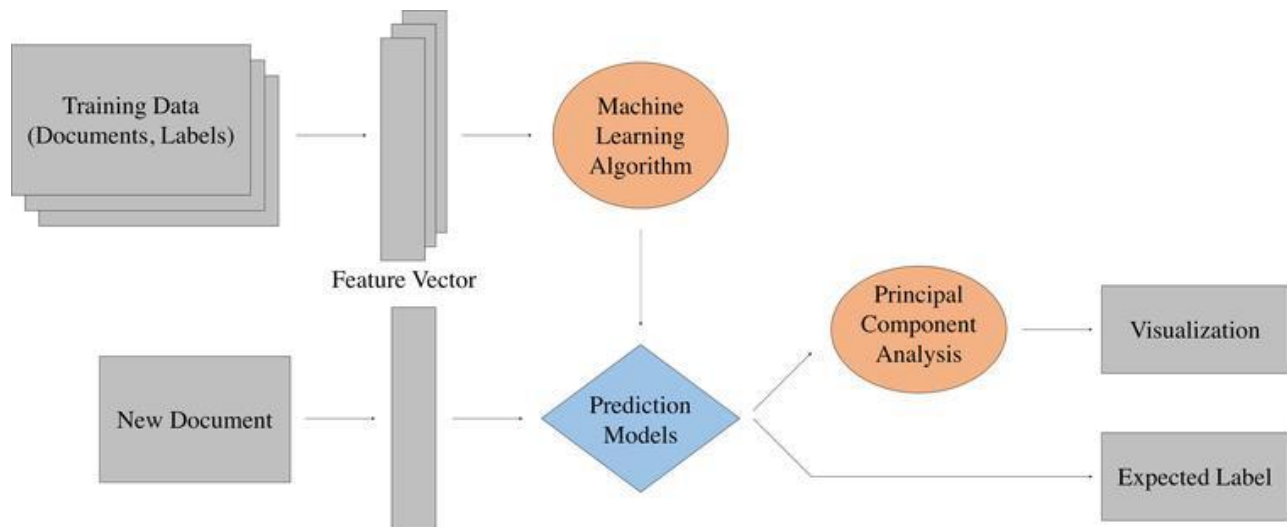 Training Data
(Documents, Labels)
Machine
Learning
Algorithm
Feature Vector
Principal
Component
Analysis
Visualization
New Document
Prediction
Models
Expected Label